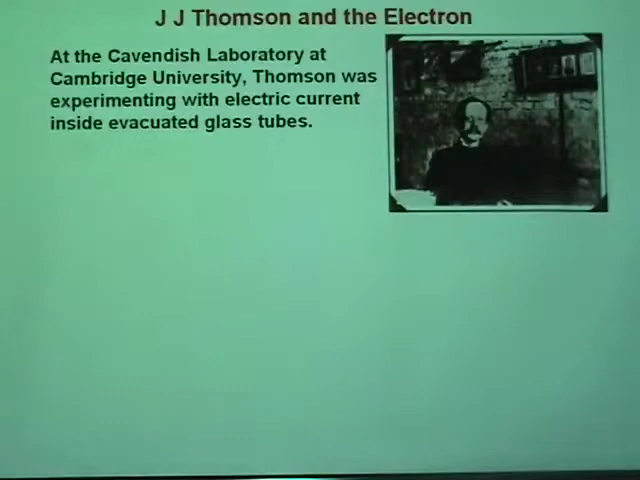 J J Thomson and the Electron
At the Cavendish Laboratory at
Cambridge University, Thomson was
experimenting with electric current
inside evacuated glass tubes.